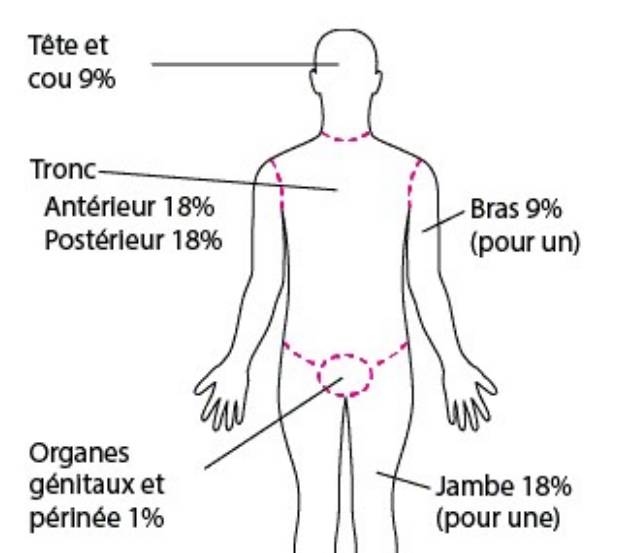 Tête et
cou 9%
Tronc
Antérieur 18%
Postérieur 18%
Bras 9%
(pour un)
Organes
génitaux et
périnée 1%
Jambe 18%
(pour une)